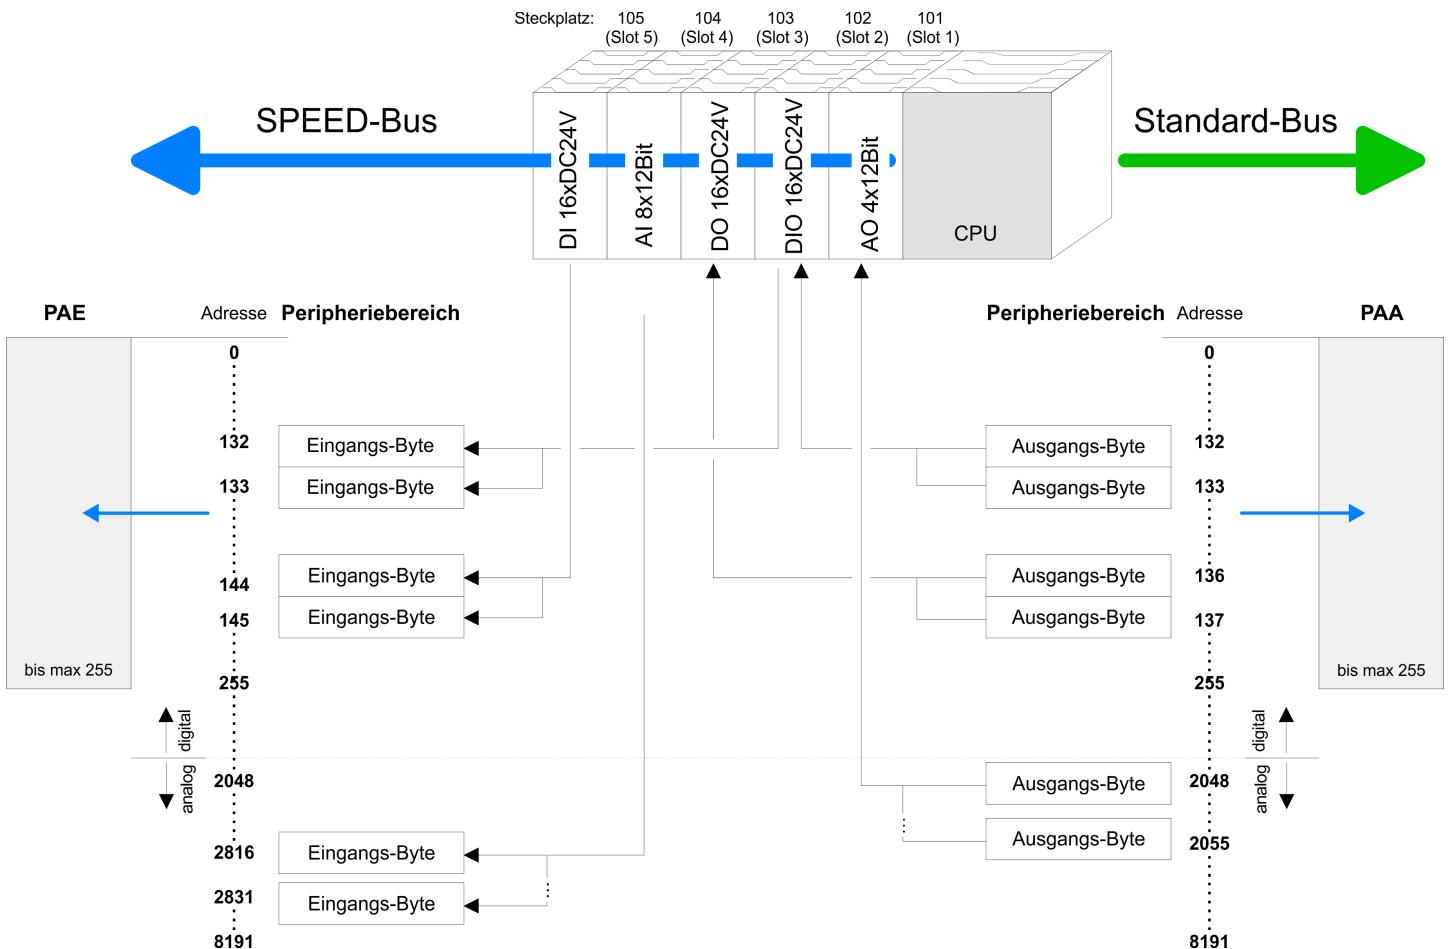 Steckplatz: 105 104 103 102 101
(Slot 5) (Slot 4) (Slot 3) (Slot 2) (Slot 1)
SPEED-Bus
Standard-Bus
DI 16xDC24V
AI 8x12Bit
DO 16xDC24V
DIO 16xDC24V
AO 4x12Bit
CPU
PAE Adresse Peripheriebereich
Peripheriebereich Adresse PAA
0
132 Eingangs-Byte
133 Eingangs-Byte
144 Eingangs-Byte
145 Eingangs-Byte
bis max 255
255
digital
analog
2048
2816 Eingangs-Byte
2831 Eingangs-Byte
8191
0
Ausgangs-Byte 132
Ausgangs-Byte 133
Ausgangs-Byte 136
Ausgangs-Byte 137
bis max 255
255
digital
analog
Ausgangs-Byte 2048
Ausgangs-Byte 2055
8191